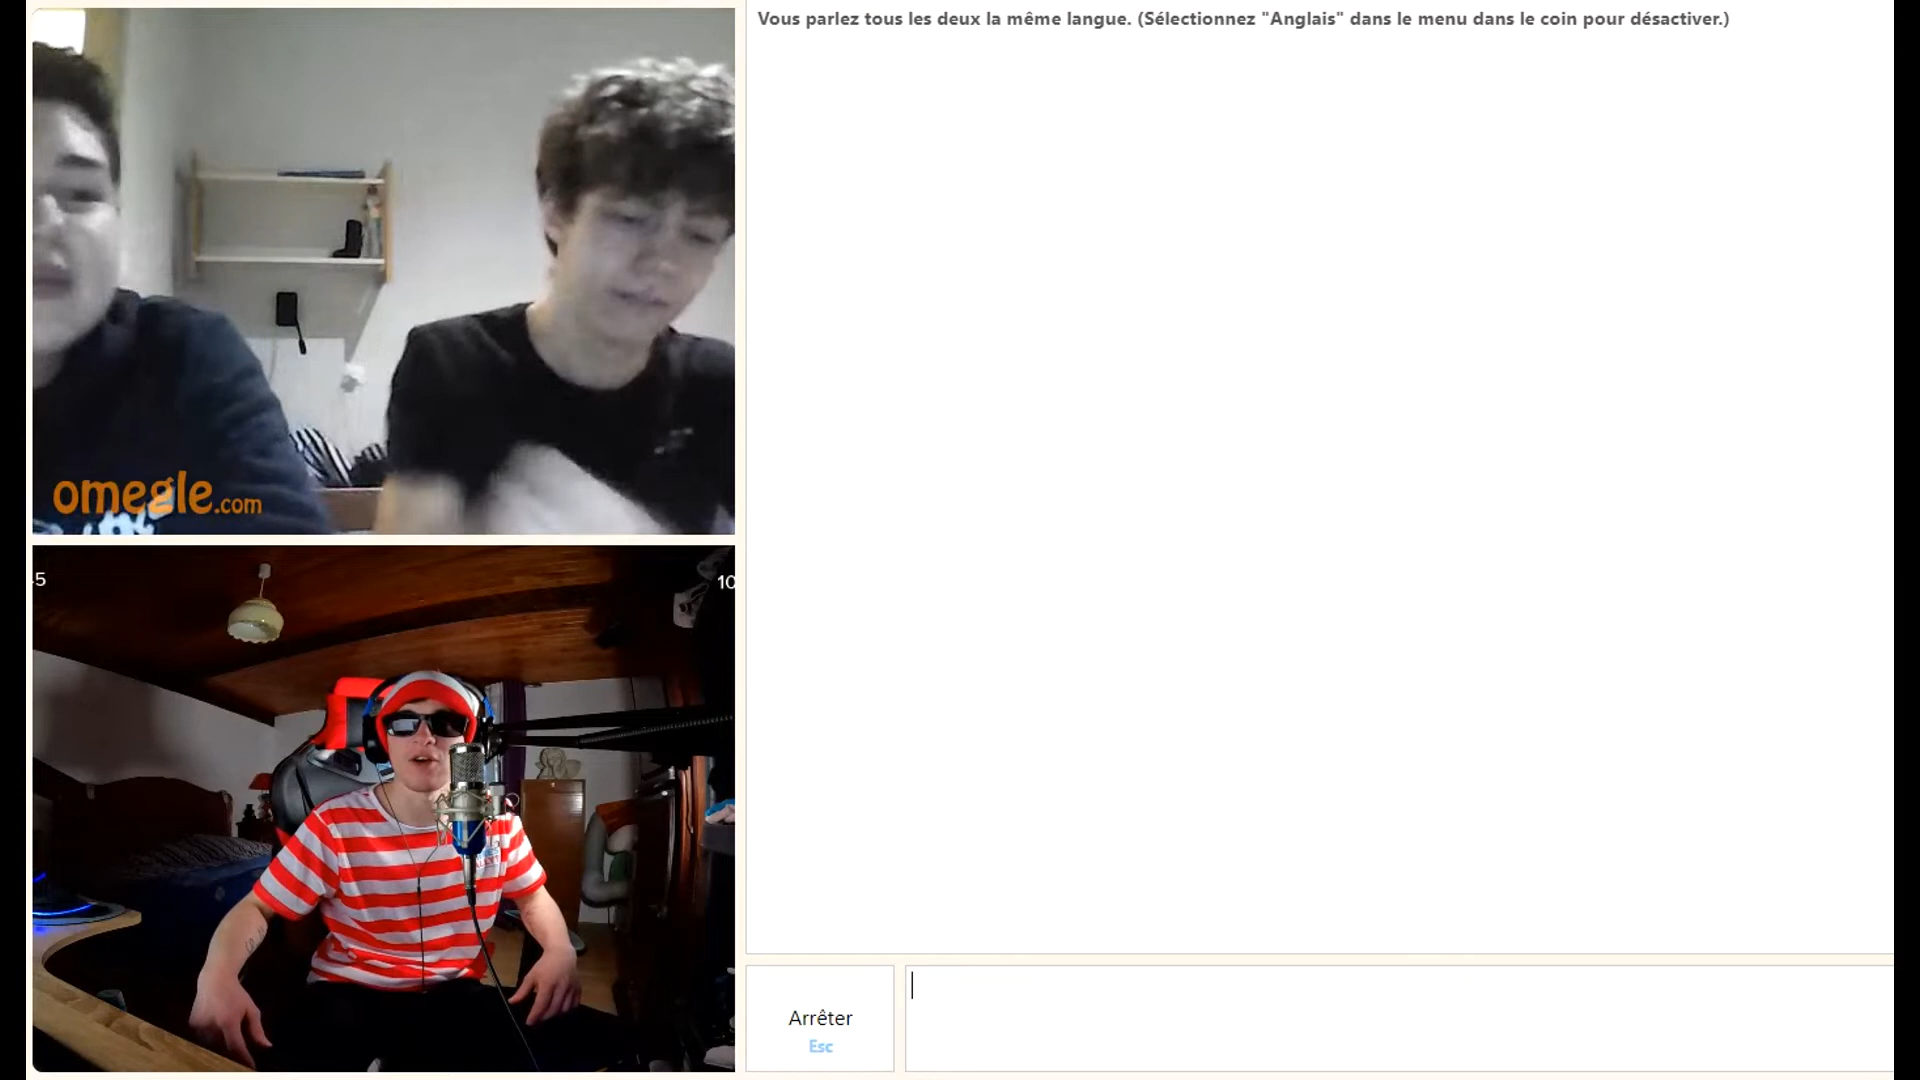 Vous parlez tous les deux la même langue. (Sélectionnez "Anglais" dans le menu dans le coin pour désactiver.)
omegle.com
5
10
Arrêter
Esc